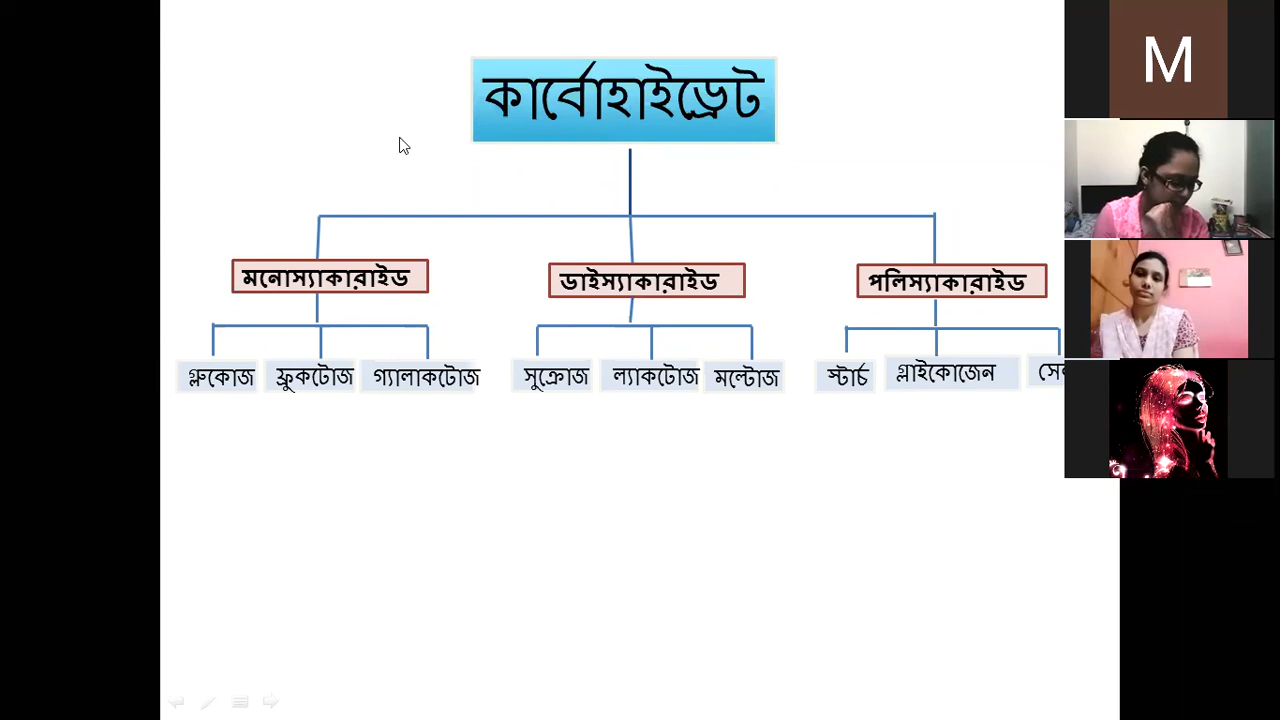 কার্বোহাইড্রেট
মনোস্যাকারাইড
ডাইস্যাকারাইড
পলিস্যাকারাইড
গ্লুকোজ
ফ্রুকটোজ
গ্যালাকটোজ
সুক্রোজ
ল্যাকটোজ
মল্টোজ
স্টার্চ
গ্লাইকোজেন
M